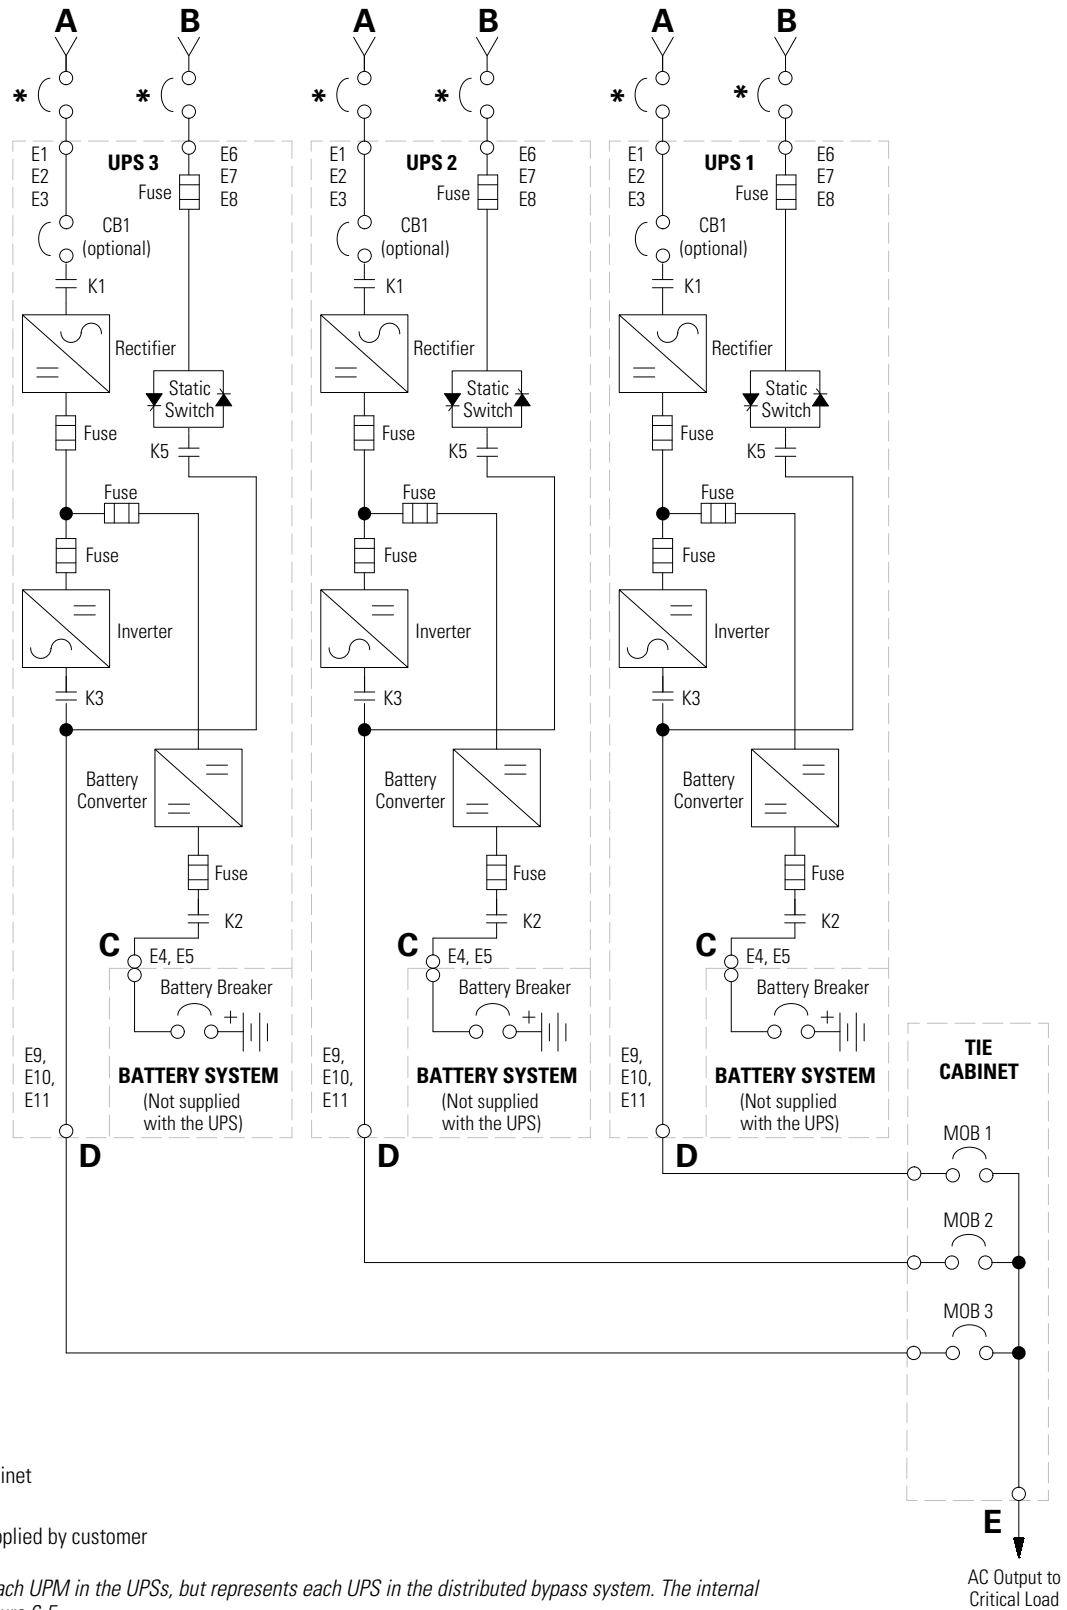 A B A B A B
* * * * * *
UPS 3
E1
E2
E3
E6
E7
E8
Fuse
CB1
(optional)
K1
Rectifier
Static
Switch
Fuse
K5
Fuse
Fuse
Inverter
K3
Battery
Converter
Fuse
K2
C
E4, E5
Battery Breaker
+
E9,
E10,
E11
BATTERY SYSTEM
(Not supplied
with the UPS)
D
UPS 2
E1
E2
E3
E6
E7
E8
Fuse
CB1
(optional)
K1
Rectifier
Static
Switch
Fuse
K5
Fuse
Fuse
Inverter
K3
Battery
Converter
Fuse
K2
C
E4, E5
Battery Breaker
+
E9,
E10,
E11
BATTERY SYSTEM
(Not supplied
with the UPS)
D
UPS 1
E1
E2
E3
E6
E7
E8
Fuse
CB1
(optional)
K1
Rectifier
Static
Switch
Fuse
K5
Fuse
Fuse
Inverter
K3
Battery
Converter
Fuse
K2
C
E4, E5
Battery Breaker
+
E9,
E10,
E11
BATTERY SYSTEM
(Not supplied
with the UPS)
D
TIE
CABINET
MOB 1
MOB 2
MOB 3
E
AC Output to
Critical Load
inet
plied by customer
ach UPM in the UPSs, but represents each UPS in the distributed bypass system. The internal